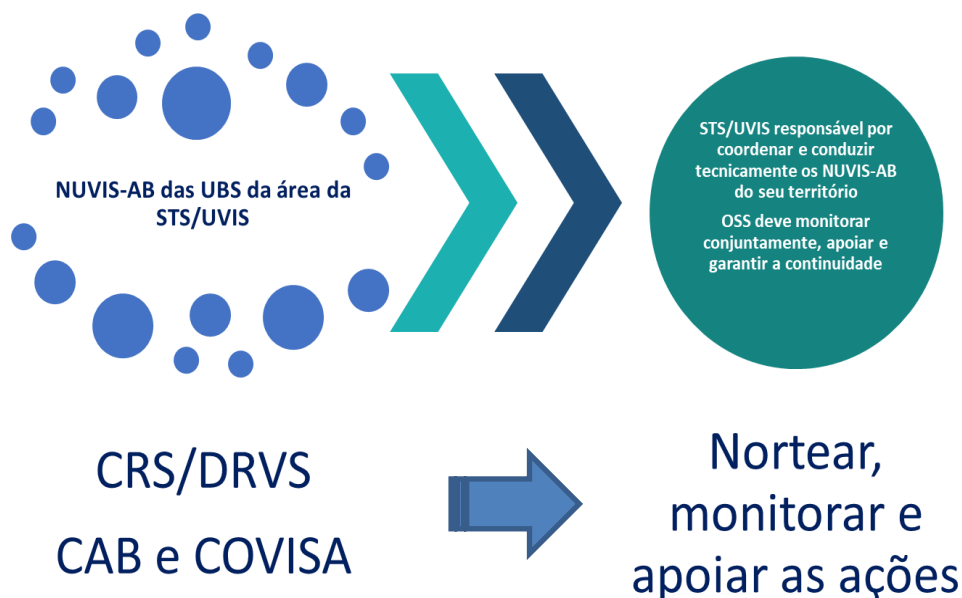 NUVIS-AB das UBS da área da
STS/UVIS
STS/UVIS responsável por
coordenar e conduzir
tecnicamente os NUVIS-AB
do seu território
OSS deve monitorar
conjuntamente, apoiar e
garantir a continuidade
CRS/DRVS
CAB e COVISA
Nortear,
monitorar e
apoiar as ações